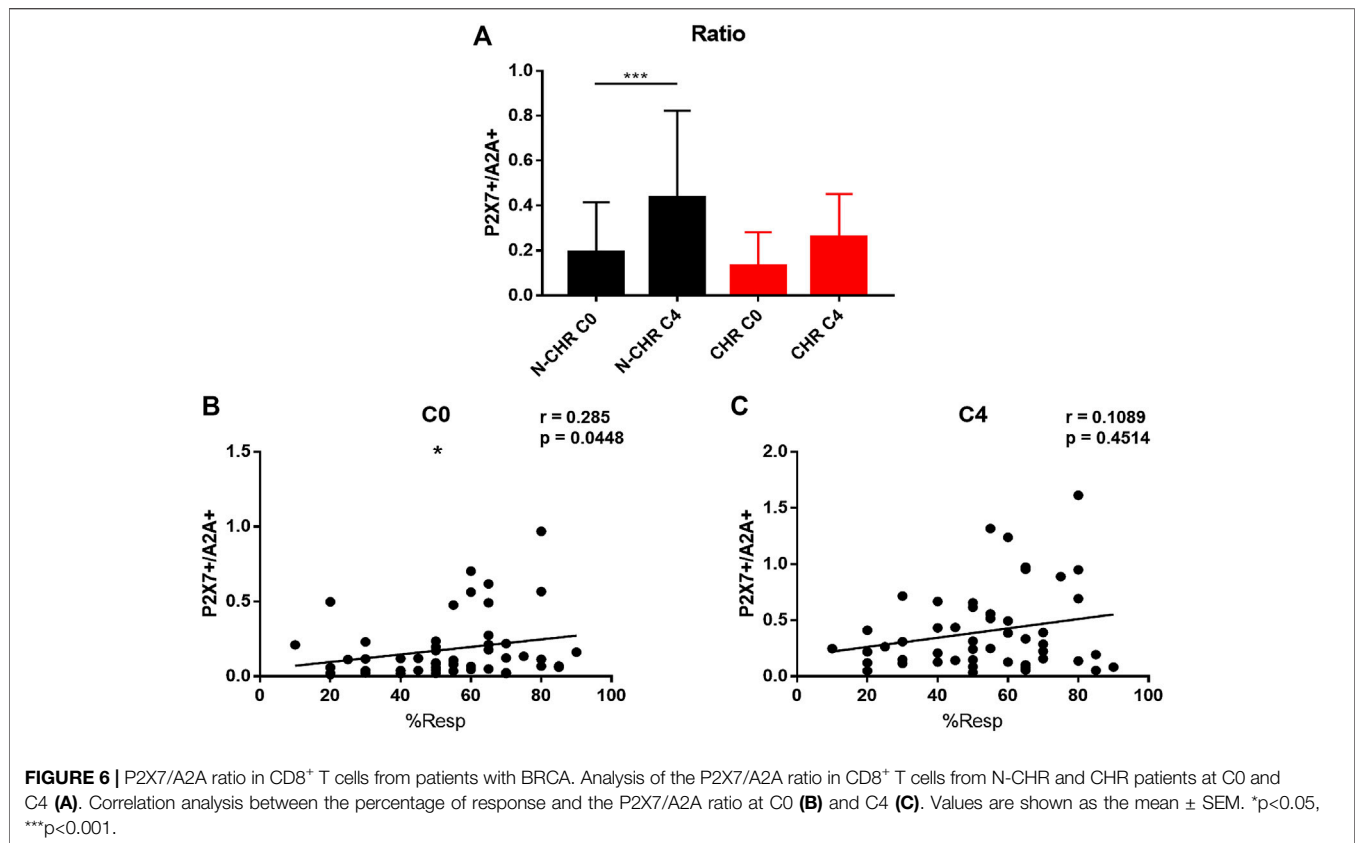 A
Ratio
***
P2X7+/A2A+
1.0
0.8
0.6
0.4
0.2
0.0
N-CHR C0
N-CHR C4
CHR C0
CHR C4
B
C0
r = 0.285
p = 0.0448
*
P2X7+/A2A+
1.5
1.0
0.5
0.0
0
20
40
60
80
100
%Resp
C
C4
r = 0.1089
p = 0.4514
P2X7+/A2A+
2.0
1.5
1.0
0.5
0.0
0
20
40
60
80
100
%Resp
FIGURE 6 | P2X7/A2A ratio in CD8⁺ T cells from patients with BRCA. Analysis of the P2X7/A2A ratio in CD8⁺ T cells from N-CHR and CHR patients at C0 and
C4 (A). Correlation analysis between the percentage of response and the P2X7/A2A ratio at C0 (B) and C4 (C). Values are shown as the mean ± SEM. *p<0.05,
***p<0.001.